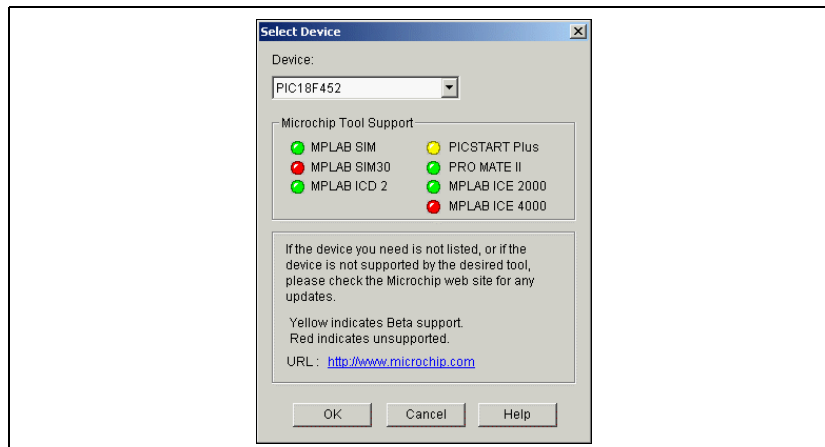 Select Device
Device:
PIC18F452
Microchip Tool Support
MPLAB SIM
MPLAB SIM30
MPLAB ICD 2
PICSTART Plus
PRO MATE II
MPLAB ICE 2000
MPLAB ICE 4000
If the device you need is not listed, or if the
device is not supported by the desired tool,
please check the Microchip web site for any
updates.
Yellow indicates Beta support.
Red indicates unsupported.
URL : http://www.microchip.com
OK
Cancel
Help